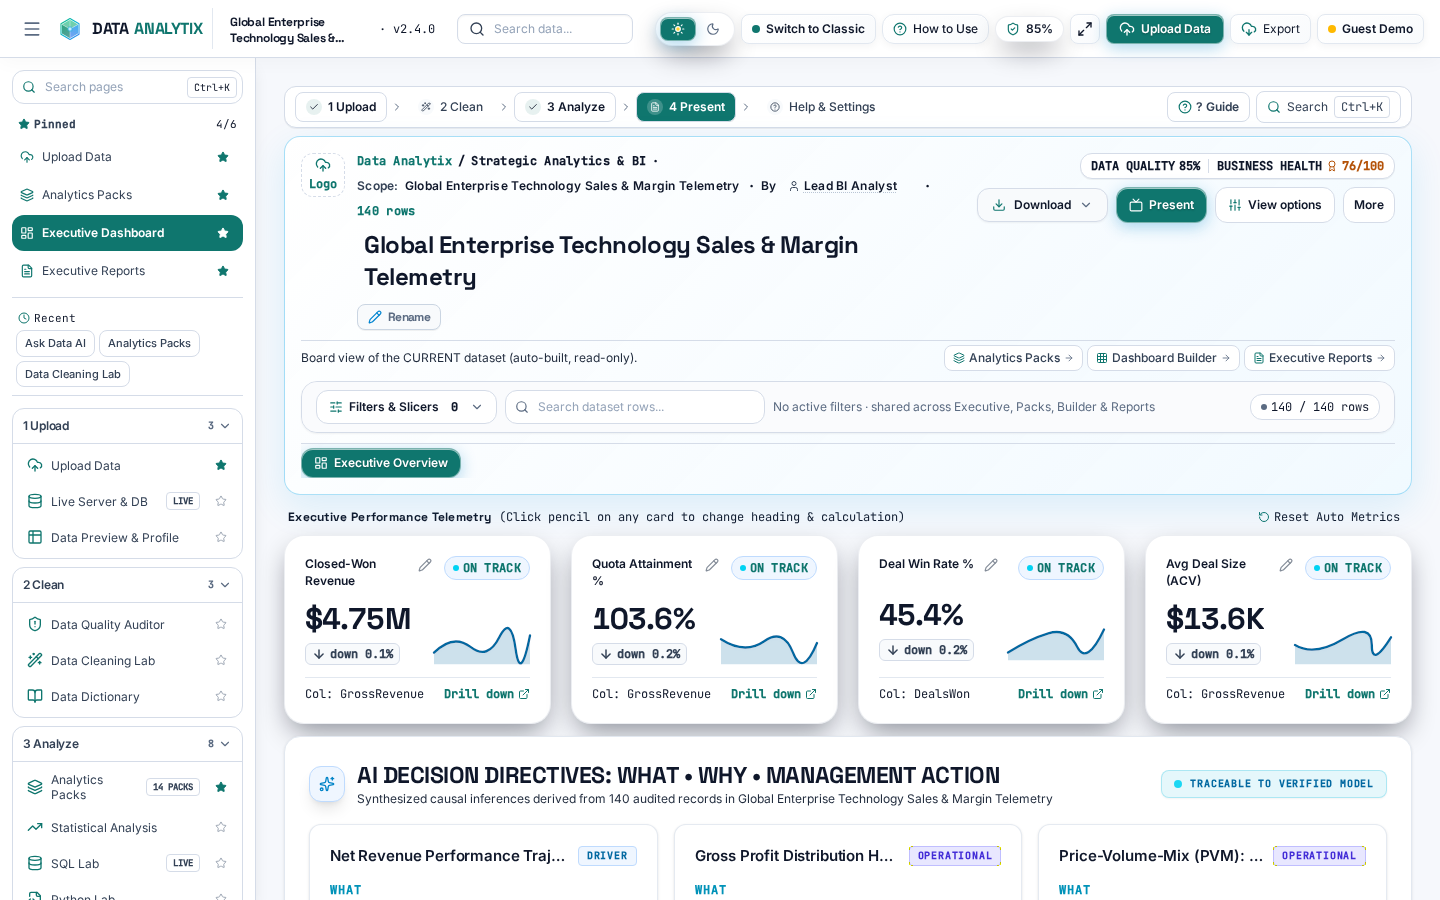 DATA ANALYTIX
Global Enterprise
Technology Sales &...
· v2.4.0
Search data...
Switch to Classic
How to Use
85%
Upload Data
Export
Guest Demo
Search pages
Ctrl+K
Pinned
4/6
Upload Data
Analytics Packs
Executive Dashboard
Executive Reports
Recent
Ask Data AI
Analytics Packs
Data Cleaning Lab
1 Upload
3
Upload Data
Live Server & DB
LIVE
Data Preview & Profile
2 Clean
3
Data Quality Auditor
Data Cleaning Lab
Data Dictionary
3 Analyze
8
Analytics
Packs
14 PACKS
Statistical Analysis
SQL Lab
LIVE
Python Lab
1 Upload
2 Clean
3 Analyze
4 Present
Help & Settings
? Guide
Search
Ctrl+K
Logo
Data Analytix / Strategic Analytics & BI ·
Scope: Global Enterprise Technology Sales & Margin Telemetry · By Lead BI Analyst ·
140 rows
DATA QUALITY 85%
BUSINESS HEALTH 76/100
Download
Present
View options
More
Global Enterprise Technology Sales & Margin
Telemetry
Rename
Board view of the CURRENT dataset (auto-built, read-only).
Analytics Packs →
Dashboard Builder →
Executive Reports →
Filters & Slicers 0
Search dataset rows...
No active filters · shared across Executive, Packs, Builder & Reports
140 / 140 rows
Executive Overview
Executive Performance Telemetry (Click pencil on any card to change heading & calculation)
Reset Auto Metrics
Closed-Won
Revenue
ON TRACK
$4.75M
↓ down 0.1%
Col: GrossRevenue
Drill down
Quota Attainment
%
ON TRACK
103.6%
↓ down 0.2%
Col: GrossRevenue
Drill down
Deal Win Rate %
ON TRACK
45.4%
↓ down 0.2%
Col: DealsWon
Drill down
Avg Deal Size
(ACV)
ON TRACK
$13.6K
↓ down 0.1%
Col: GrossRevenue
Drill down
AI DECISION DIRECTIVES: WHAT • WHY • MANAGEMENT ACTION
Synthesized causal inferences derived from 140 audited records in Global Enterprise Technology Sales & Margin Telemetry
TRACEABLE TO VERIFIED MODEL
Net Revenue Performance Traj...
DRIVER
WHAT
Gross Profit Distribution H...
OPERATIONAL
WHAT
Price-Volume-Mix (PVM): ...
OPERATIONAL
WHAT